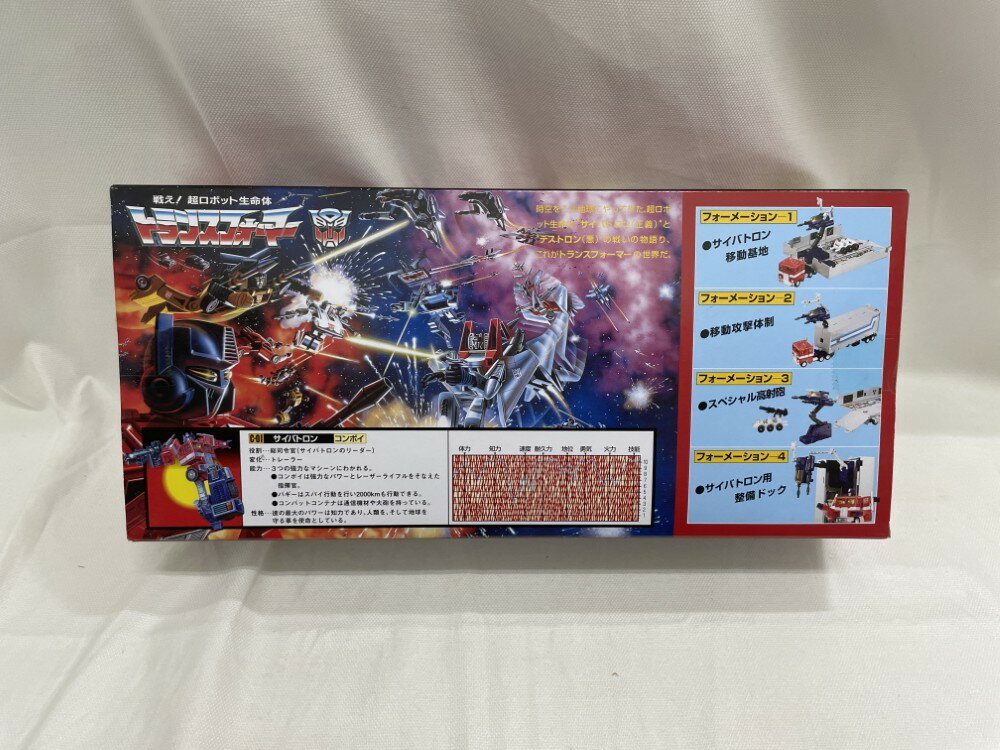 戦え！超ロボット生命体
トランスフォーマー
時空を
地球
超ロボ
ット生命
デストロン(悪)の戦いの物語り、
これがトランスフォーマーの世界だ。
C-01 サイバトロン コンボイ
役割…総司令官(サイバトロンのリーダー)
変化…トレーラー
能力…3つの強力なマシーンにわかれる。
●コンボイは強力なパワーとレーザーライフルをそなえた
指揮官。
●バギーはスパイ行動を行い2000kmも行動できる。
●コンバットコンテナは通信機材や大砲を持っている。
性格…彼の最大のパワーは知力であり、人類を、そして地球を
守る事を使命としている。
体力 知力 速度 耐久力 地位 勇気 火力 技能
10 9 8 7 6 5 4 3 2 1
フォーメーション—1
●サイバトロン
移動基地
フォーメーション—2
●移動攻撃体制
フォーメーション—3
●スペシャル高射砲
フォーメーション—4
●サイバトロン用
整備ドック